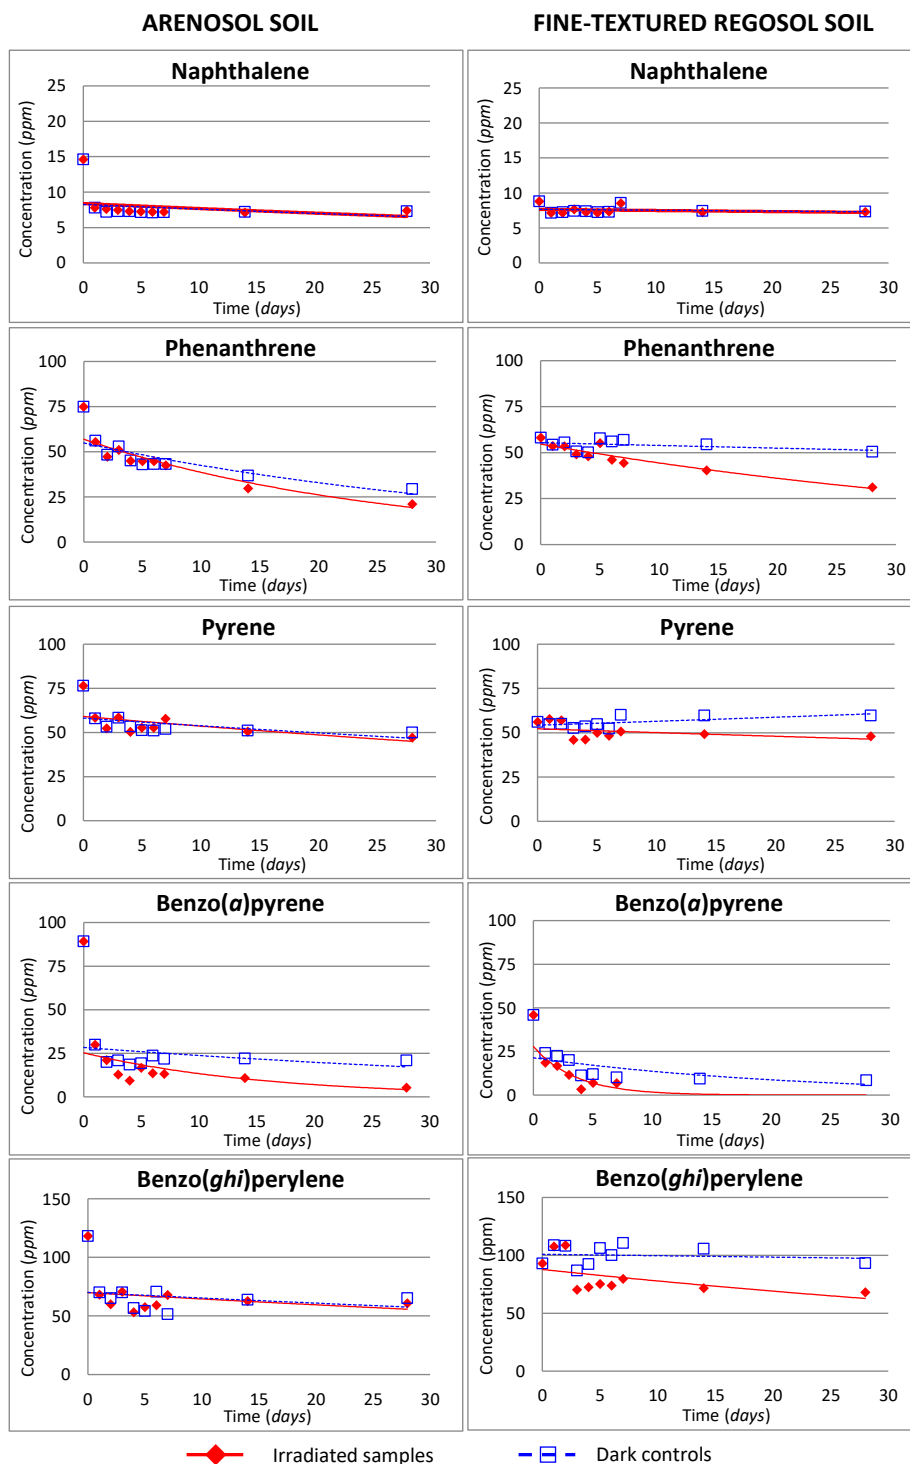 ARENOSOL SOIL
FINE-TEXTURED REGOSOL SOIL
Naphthalene
Concentration (ppm)
25
20
15
10
5
0
0 5 10 15 20 25 30
Time (days)
Naphthalene
Concentration (ppm)
25
20
15
10
5
0
0 5 10 15 20 25 30
Time (days)
Phenanthrene
Concentration (ppm)
100
75
50
25
0
0 5 10 15 20 25 30
Time (days)
Phenanthrene
Concentration (ppm)
100
75
50
25
0
0 5 10 15 20 25 30
Time (days)
Pyrene
Concentration (ppm)
100
75
50
25
0
0 5 10 15 20 25 30
Time (days)
Pyrene
Concentration (ppm)
100
75
50
25
0
0 5 10 15 20 25 30
Time (days)
Benzo(a)pyrene
Concentration (ppm)
100
75
50
25
0
0 5 10 15 20 25 30
Time (days)
Benzo(a)pyrene
Concentration (ppm)
100
75
50
25
0
0 5 10 15 20 25 30
Time (days)
Benzo(ghi)perylene
Concentration (ppm)
150
100
50
0
0 5 10 15 20 25 30
Time (days)
Benzo(ghi)perylene
Concentration (ppm)
150
100
50
0
0 5 10 15 20 25 30
Time (days)
Irradiated samples
Dark controls